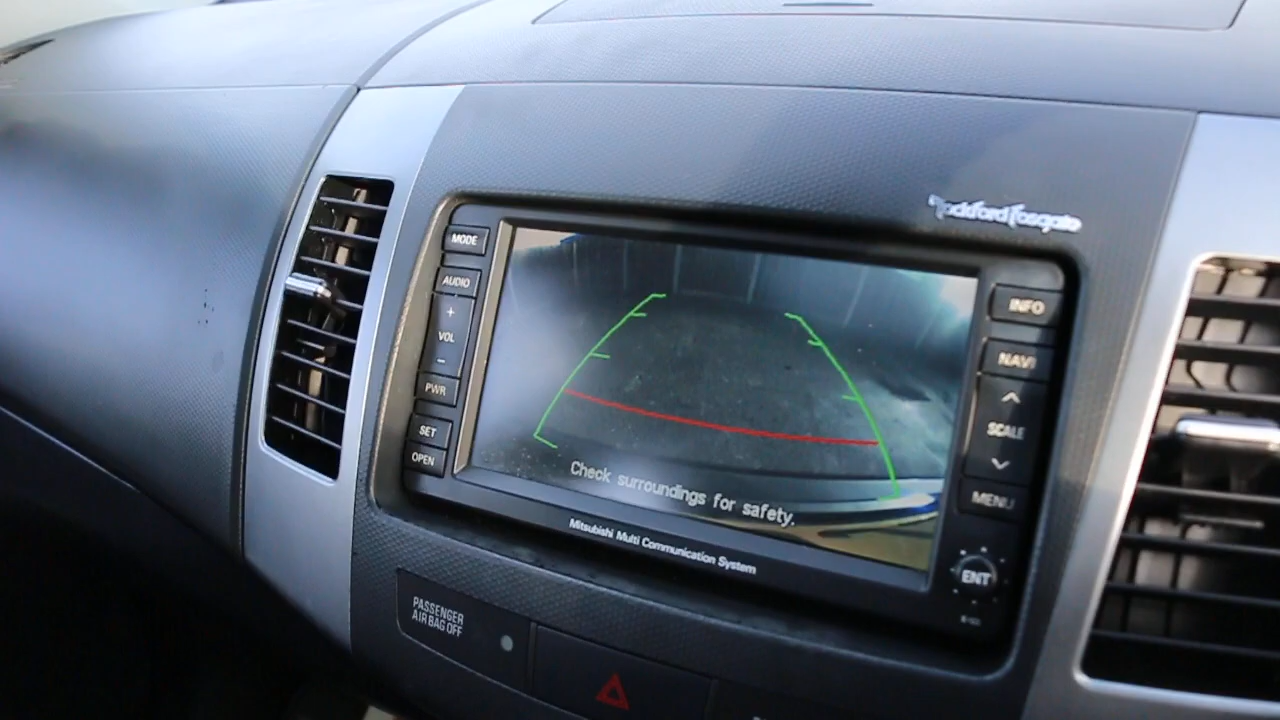 Rockford Fosgate
MODE
AUDIO
+
VOL
−
PWR
SET
OPEN
Check surroundings for safety.
INFO
NAVI
SCALE
MENU
ENT
Mitsubishi Multi Communication System
PASSENGER
AIR BAG OFF